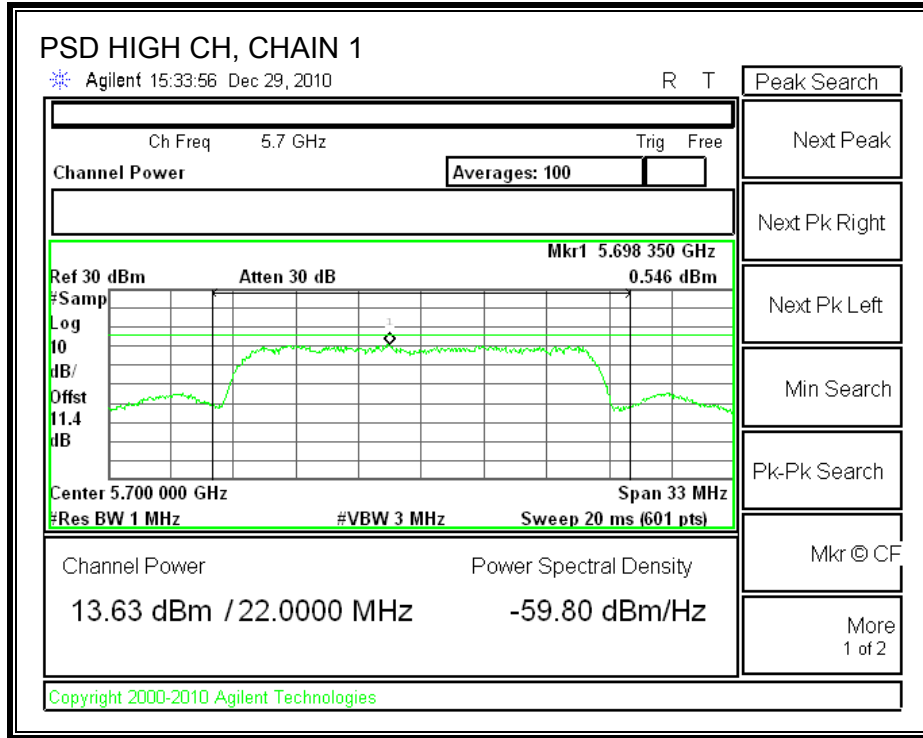 PSD HIGH CH, CHAIN 1
Agilent 15:33:56 Dec 29, 2010 R T
Peak Search
Ch Freq 5.7 GHz Trig Free
Channel Power Averages: 100
Next Peak
Next Pk Right
Mkr1 5.698 350 GHz
Ref 30 dBm Atten 30 dB 0.546 dBm
#Samp
Log
10
dB/
Offst
11.4
dB
1
Next Pk Left
Min Search
Pk-Pk Search
Center 5.700 000 GHz Span 33 MHz
#Res BW 1 MHz #VBW 3 MHz Sweep 20 ms (601 pts)
Channel Power Power Spectral Density
13.63 dBm / 22.0000 MHz -59.80 dBm/Hz
Mkr © CF
More
1 of 2
Copyright 2000-2010 Agilent Technologies